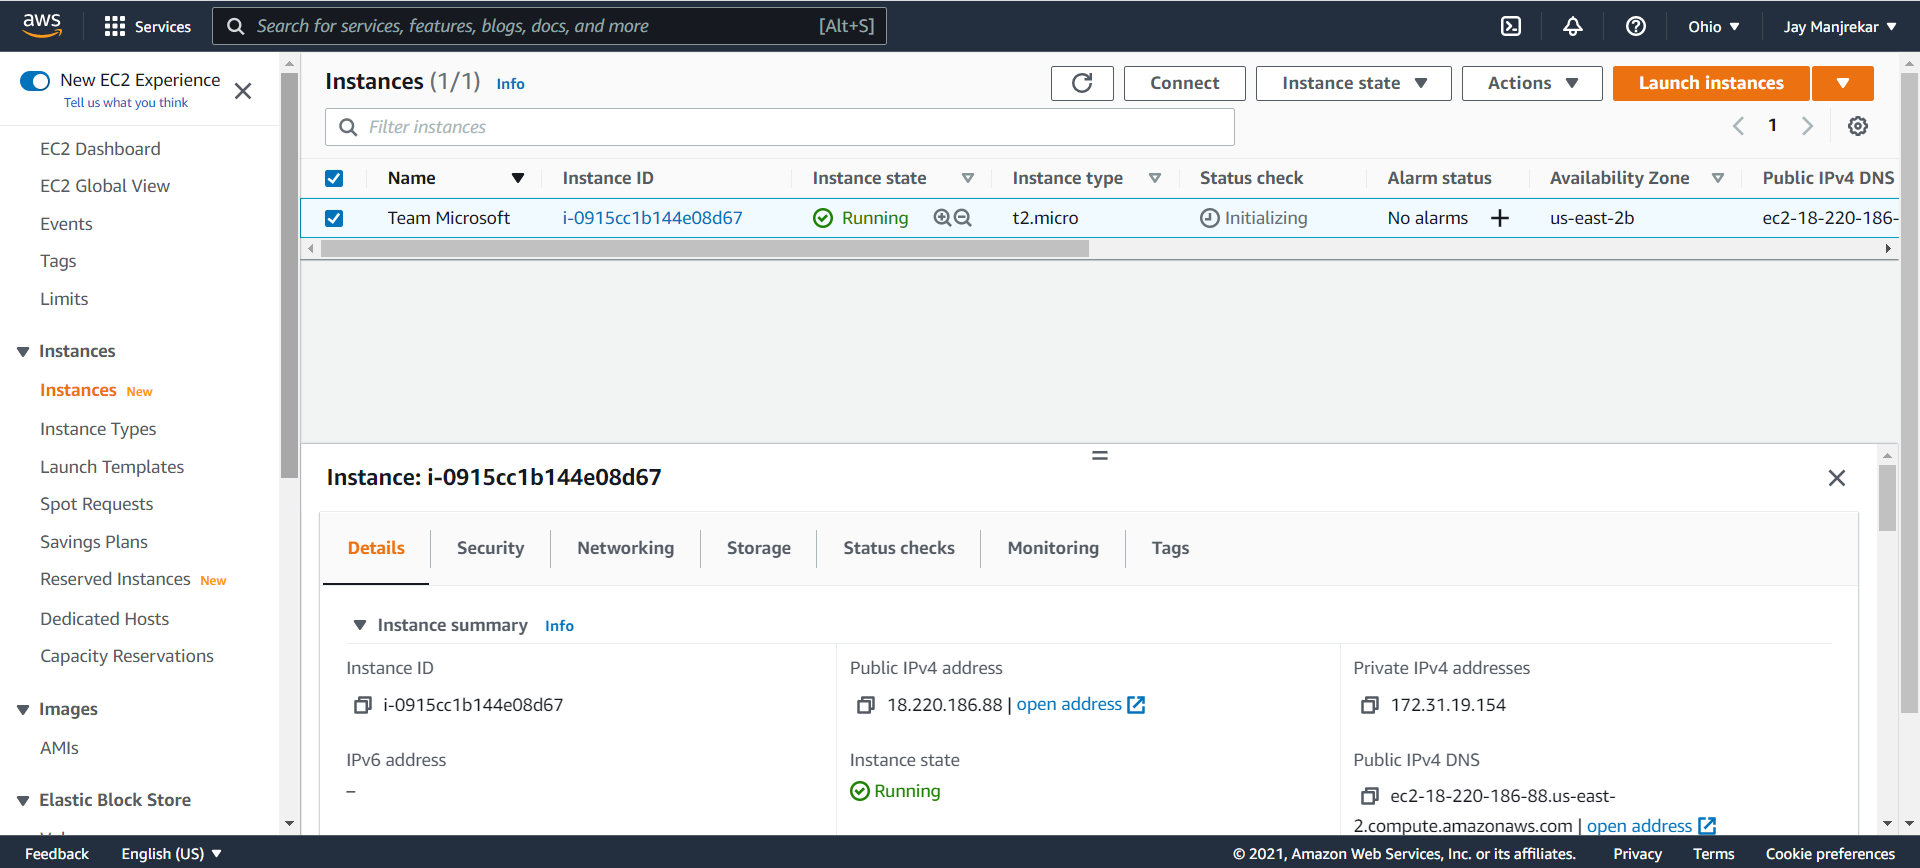 aws
Services
Search for services, features, blogs, docs, and more [Alt+S]
Ohio
Jay Manjrekar
New EC2 Experience
Tell us what you think
EC2 Dashboard
EC2 Global View
Events
Tags
Limits
Instances
Instances New
Instance Types
Launch Templates
Spot Requests
Savings Plans
Reserved Instances New
Dedicated Hosts
Capacity Reservations
Images
AMIs
Elastic Block Store
Instances (1/1) Info
Connect
Instance state
Actions
Launch instances
Filter instances
1
Name Instance ID Instance state Instance type Status check Alarm status Availability Zone Public IPv4 DNS
Team Microsoft i-0915cc1b144e08d67 Running t2.micro Initializing No alarms us-east-2b ec2-18-220-186-
Instance: i-0915cc1b144e08d67
Details Security Networking Storage Status checks Monitoring Tags
Instance summary Info
Instance ID
i-0915cc1b144e08d67
Public IPv4 address
18.220.186.88 | open address
Private IPv4 addresses
172.31.19.154
IPv6 address
–
Instance state
Running
Public IPv4 DNS
ec2-18-220-186-88.us-east-
2.compute.amazonaws.com | open address
Feedback English (US) © 2021, Amazon Web Services, Inc. or its affiliates. Privacy Terms Cookie preferences